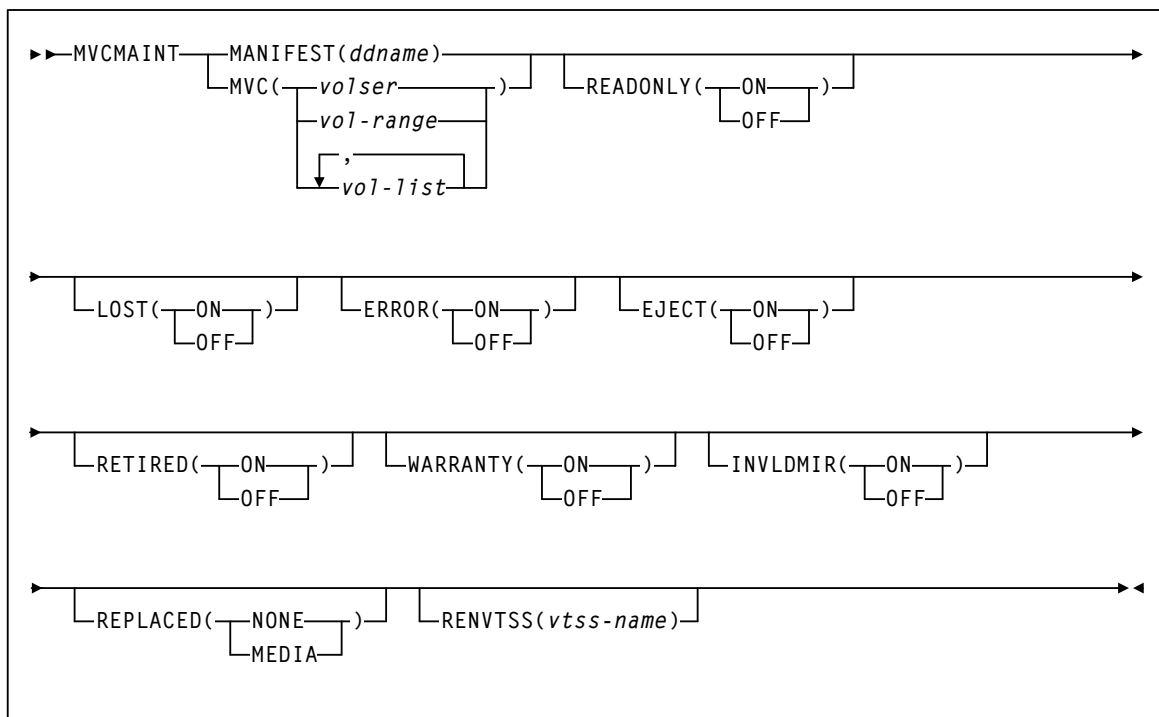 MVCMAINT MANIFEST(ddname) READONLY( ON )
MVC( volser ) OFF
vol-range
,
vol-list
LOST( ON ) ERROR( ON ) EJECT( ON )
OFF OFF OFF
RETIRED( ON ) WARRANTY( ON ) INVLDMIR( ON )
OFF OFF OFF
REPLACED( NONE ) RENVTSS(vtss-name)
MEDIA